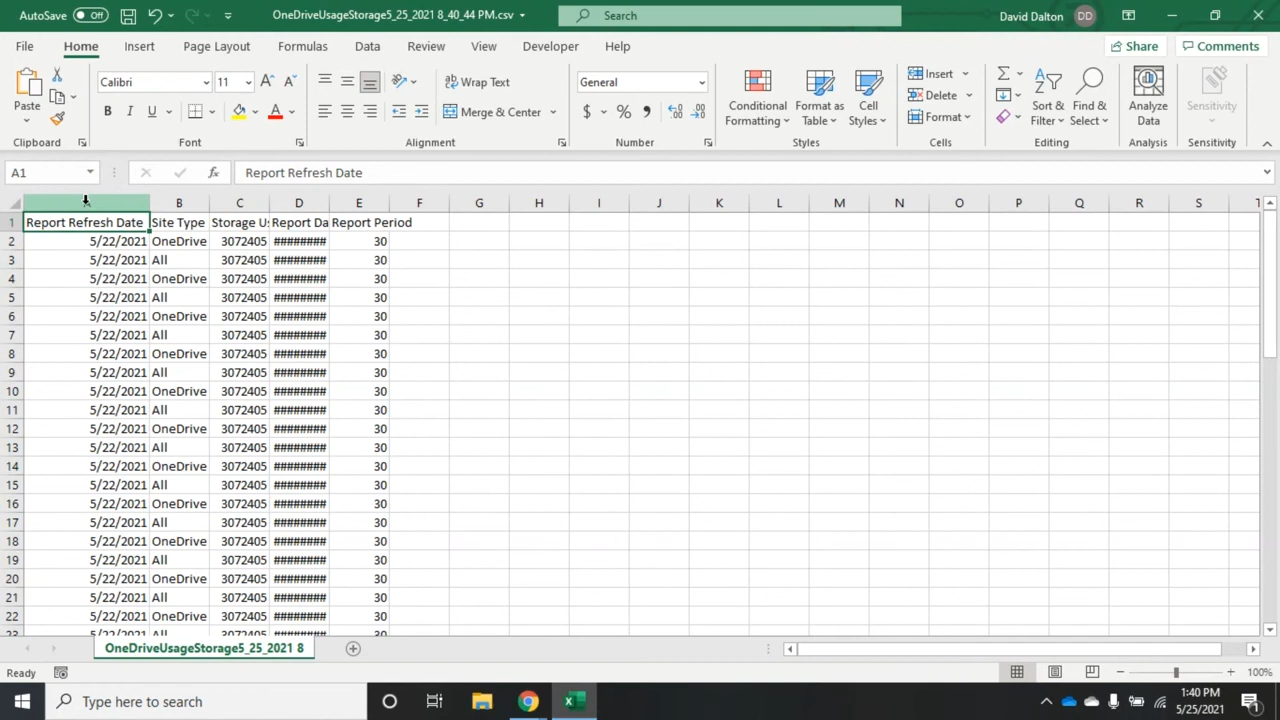 AutoSave Off OneDriveUsageStorage5_25_2021 8_40_44 PM.csv Search David Dalton DD
File Home Insert Page Layout Formulas Data Review View Developer Help Share Comments
Paste Calibri 11 Wrap Text General Conditional Formatting Format as Table Cell Styles Insert Sort & Filter Find & Select Analyze Data Sensitivity
Delete
B I U A Merge & Center $ % , Format
Clipboard Font Alignment Number Styles Cells Editing Analysis Sensitivity
A1 fx Report Refresh Date
B C D E F G H I J K L M N O P Q R S T
1 Report Refresh Date Site Type Storage Us Report Da Report Period
2 5/22/2021 OneDrive 3072405 ######## 30
3 5/22/2021 All 3072405 ######## 30
4 5/22/2021 OneDrive 3072405 ######## 30
5 5/22/2021 All 3072405 ######## 30
6 5/22/2021 OneDrive 3072405 ######## 30
7 5/22/2021 All 3072405 ######## 30
8 5/22/2021 OneDrive 3072405 ######## 30
9 5/22/2021 All 3072405 ######## 30
10 5/22/2021 OneDrive 3072405 ######## 30
11 5/22/2021 All 3072405 ######## 30
12 5/22/2021 OneDrive 3072405 ######## 30
13 5/22/2021 All 3072405 ######## 30
14 5/22/2021 OneDrive 3072405 ######## 30
15 5/22/2021 All 3072405 ######## 30
16 5/22/2021 OneDrive 3072405 ######## 30
17 5/22/2021 All 3072405 ######## 30
18 5/22/2021 OneDrive 3072405 ######## 30
19 5/22/2021 All 3072405 ######## 30
20 5/22/2021 OneDrive 3072405 ######## 30
21 5/22/2021 All 3072405 ######## 30
22 5/22/2021 OneDrive 3072405 ######## 30
23 5/22/2021 All 3072405 ######## 30
OneDriveUsageStorage5_25_2021 8
Ready 100%
Type here to search 1:40 PM
5/25/2021 1